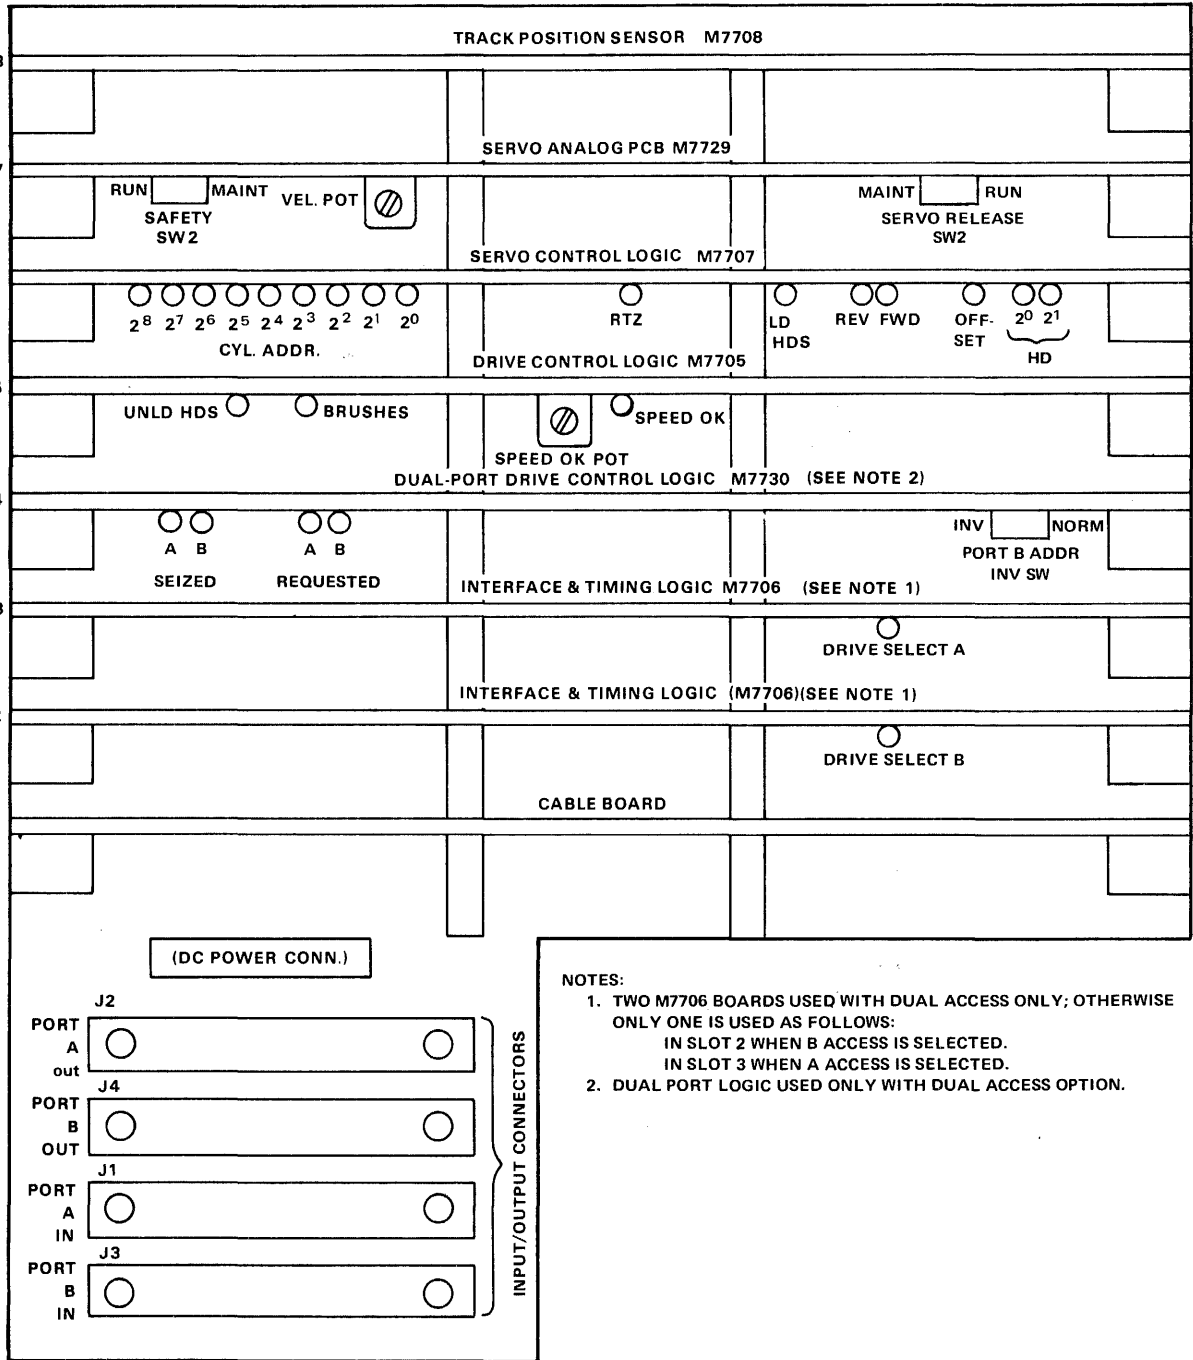 TRACK POSITION SENSOR M7708
8
SERVO ANALOG PCB M7729
7
RUN MAINT VEL. POT MAINT RUN
SAFETY SW2
SERVO RELEASE SW2
SERVO CONTROL LOGIC M7707
2⁸ 2⁷ 2⁶ 2⁵ 2⁴ 2³ 2² 2¹ 2⁰
CYL. ADDR.
RTZ
LD HDS
REV FWD
OFF-SET
2⁰ 2¹
HD
DRIVE CONTROL LOGIC M7705
UNLD HDS BRUSHES
SPEED OK
SPEED OK POT
DUAL-PORT DRIVE CONTROL LOGIC M7730 (SEE NOTE 2)
A B A B
SEIZED REQUESTED
INV NORM
PORT B ADDR
INV SW
INTERFACE & TIMING LOGIC M7706 (SEE NOTE 1)
3
DRIVE SELECT A
INTERFACE & TIMING LOGIC (M7706)(SEE NOTE 1)
DRIVE SELECT B
CABLE BOARD
(DC POWER CONN.)
J2
PORT
A
out
J4
PORT
B
OUT
J1
PORT
A
IN
J3
PORT
B
IN
INPUT/OUTPUT CONNECTORS
NOTES:
1. TWO M7706 BOARDS USED WITH DUAL ACCESS ONLY; OTHERWISE
ONLY ONE IS USED AS FOLLOWS:
IN SLOT 2 WHEN B ACCESS IS SELECTED.
IN SLOT 3 WHEN A ACCESS IS SELECTED.
2. DUAL PORT LOGIC USED ONLY WITH DUAL ACCESS OPTION.